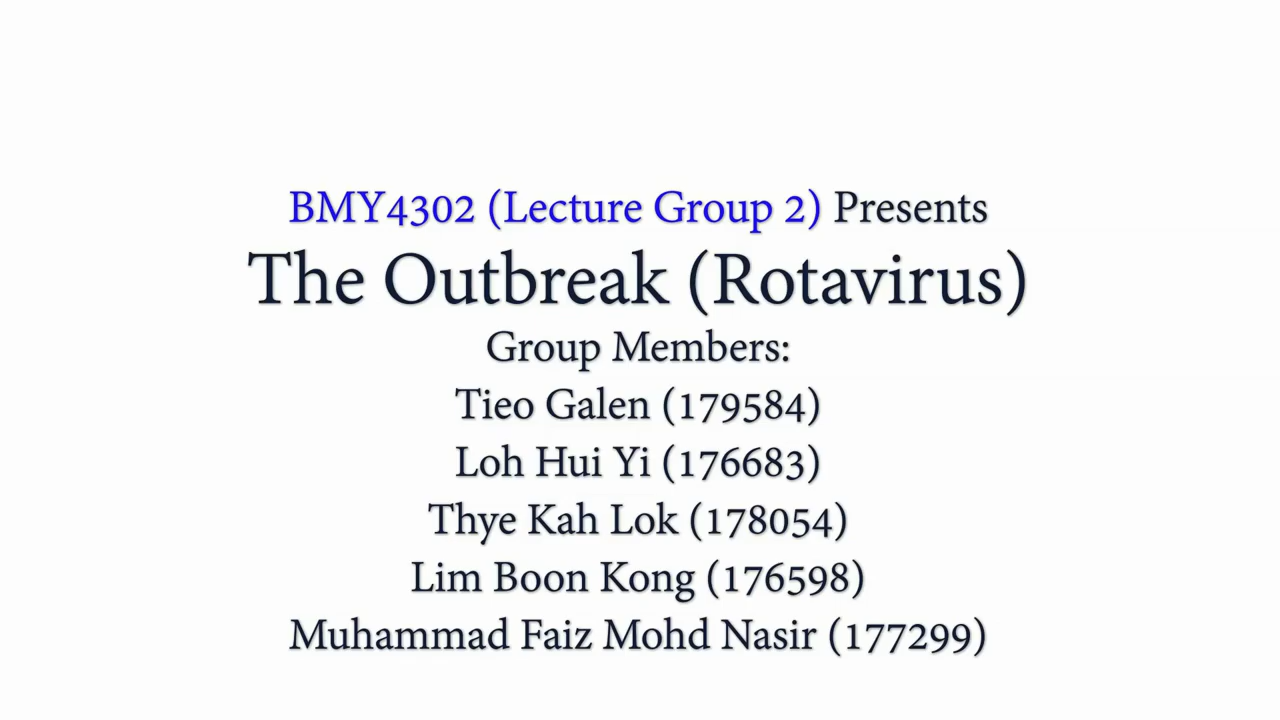 BMY4302 (Lecture Group 2) Presents
The Outbreak (Rotavirus)
Group Members:
Tieo Galen (179584)
Loh Hui Yi (176683)
Thye Kah Lok (178054)
Lim Boon Kong (176598)
Muhammad Faiz Mohd Nasir (177299)